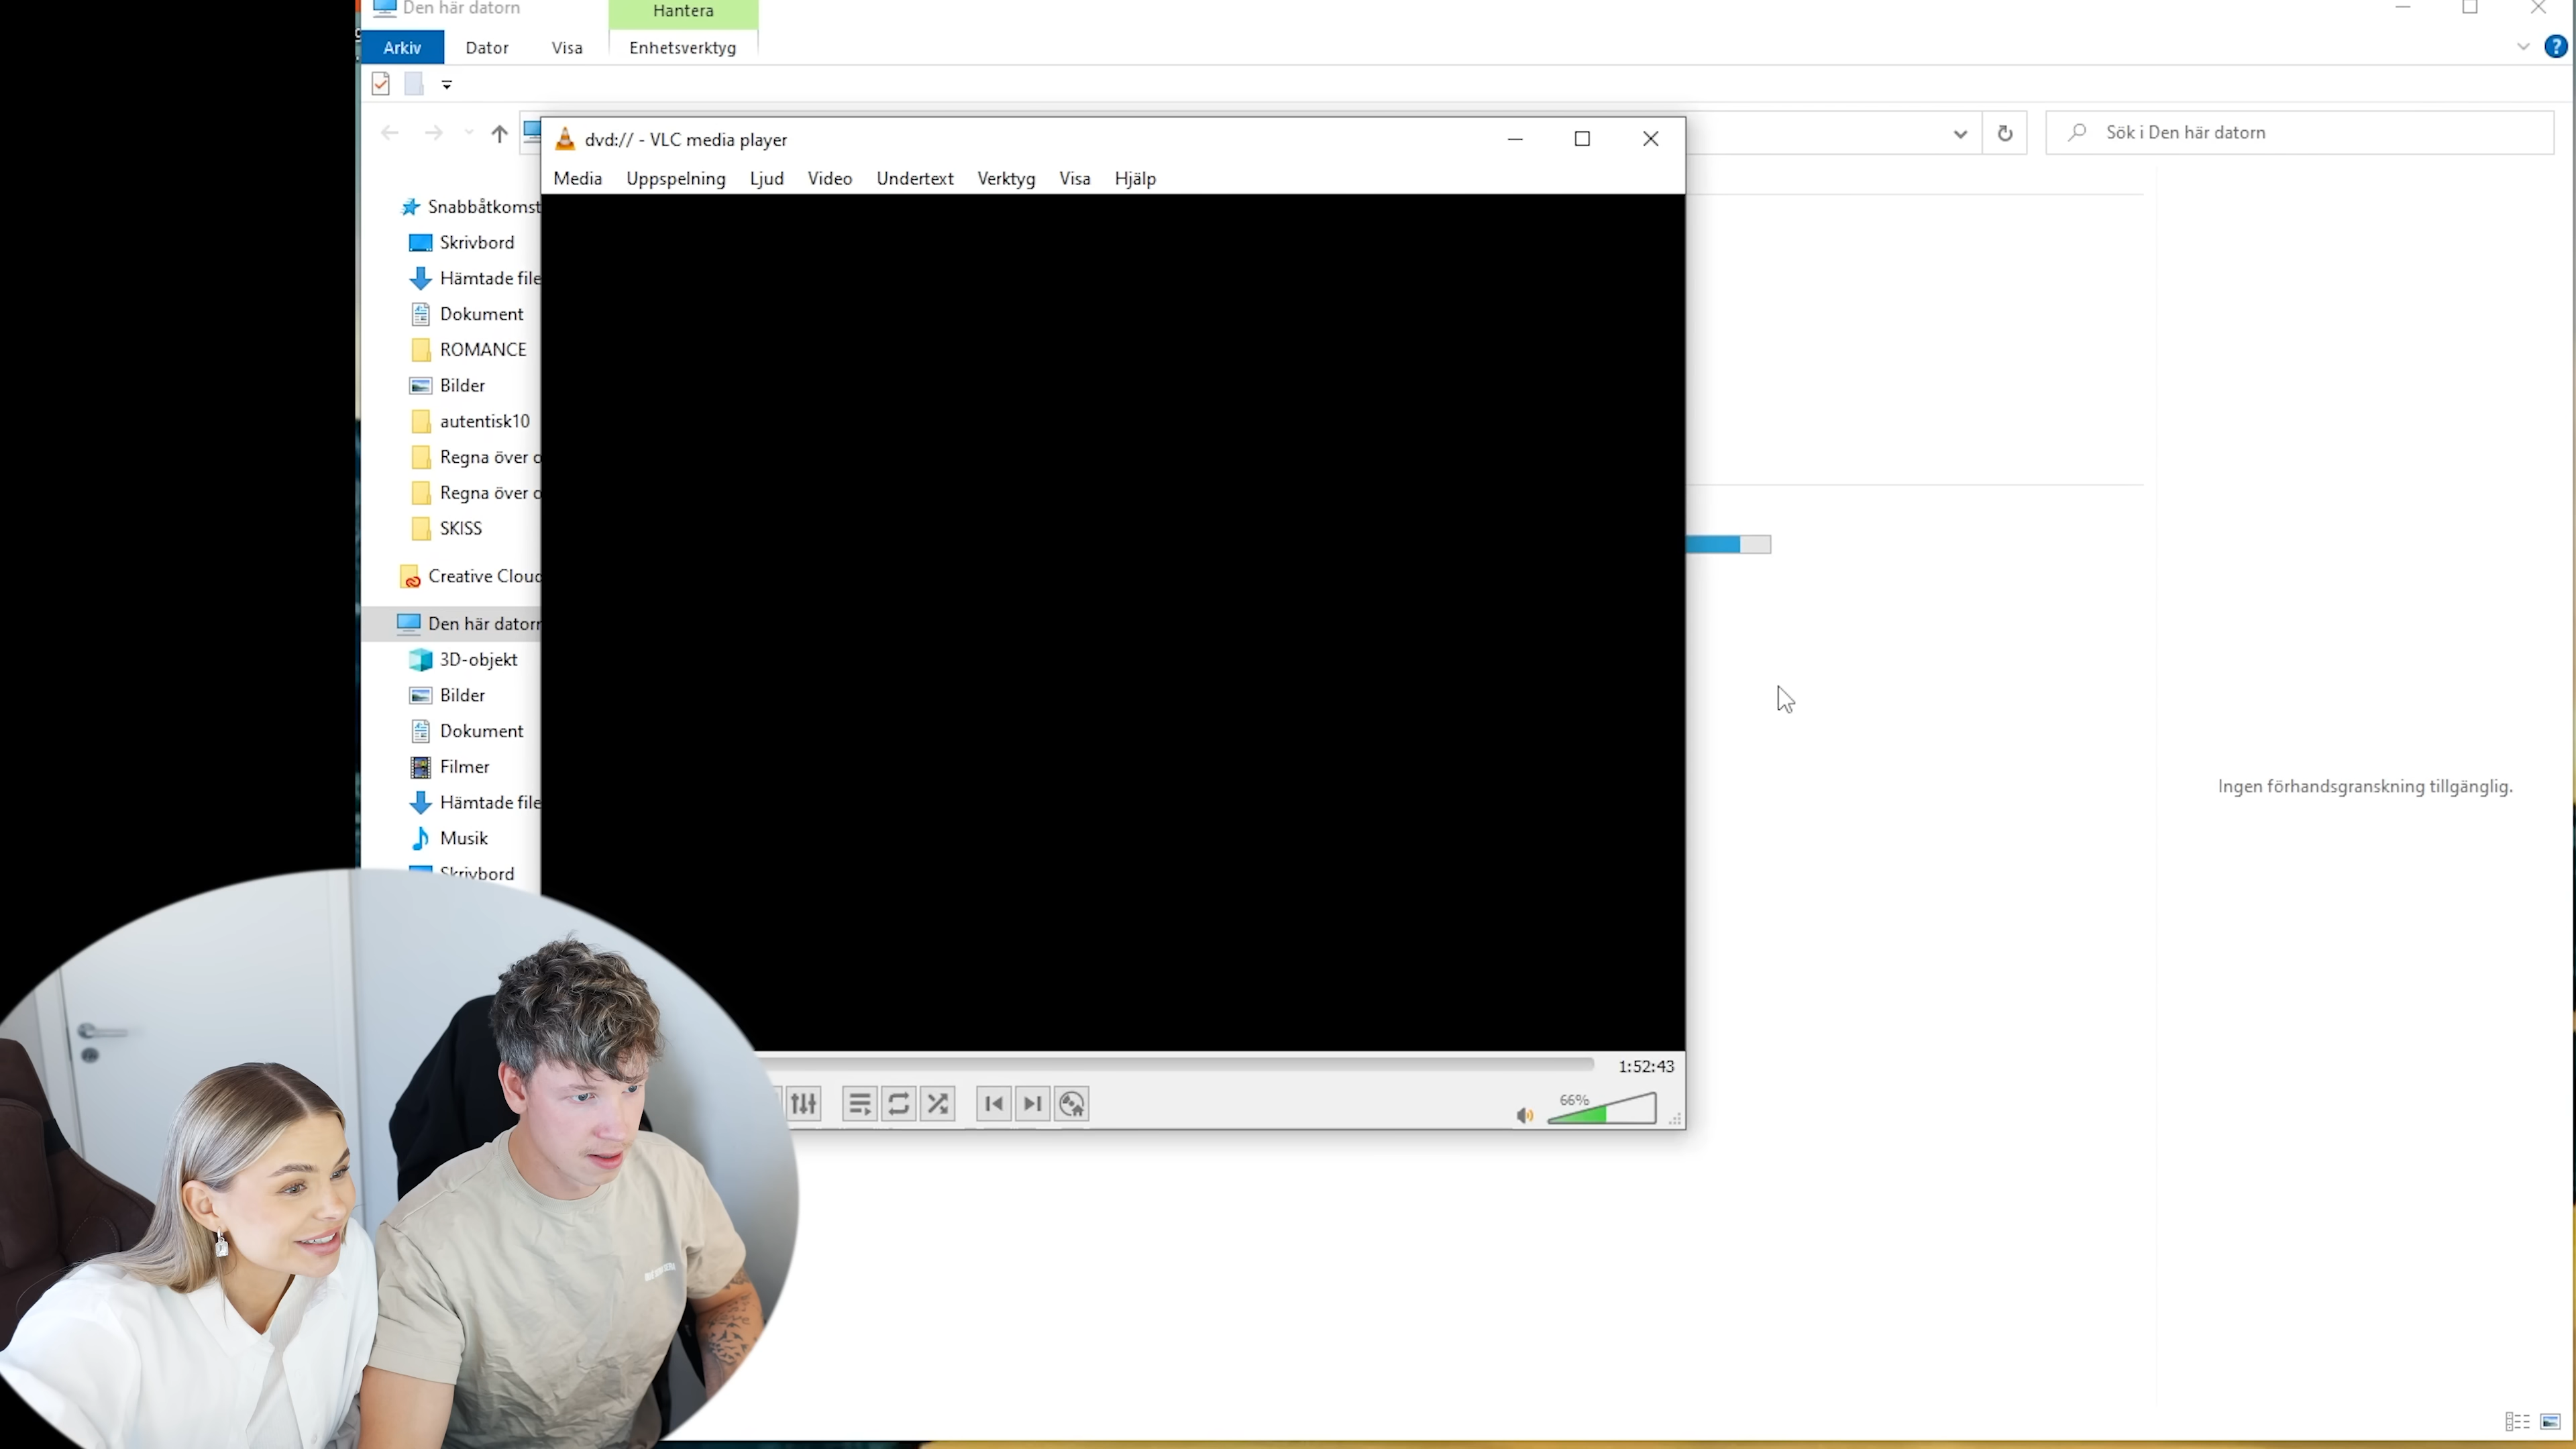 Den här datorn
Hantera
Arkiv
Dator
Visa
Enhetsverktyg
Sök i Den här datorn
dvd:// - VLC media player
Media
Uppspelning
Ljud
Video
Undertext
Verktyg
Visa
Hjälp
Snabbåtkomst
Skrivbord
Hämtade file
Dokument
ROMANCE
Bilder
autentisk10
Regna över
Regna över
SKISS
Creative Cloud
Den här datorn
3D-objekt
Bilder
Dokument
Filmer
Hämtade file
Musik
Skrivbord
Ingen förhandsgranskning tillgänglig.
1:52:43
66%